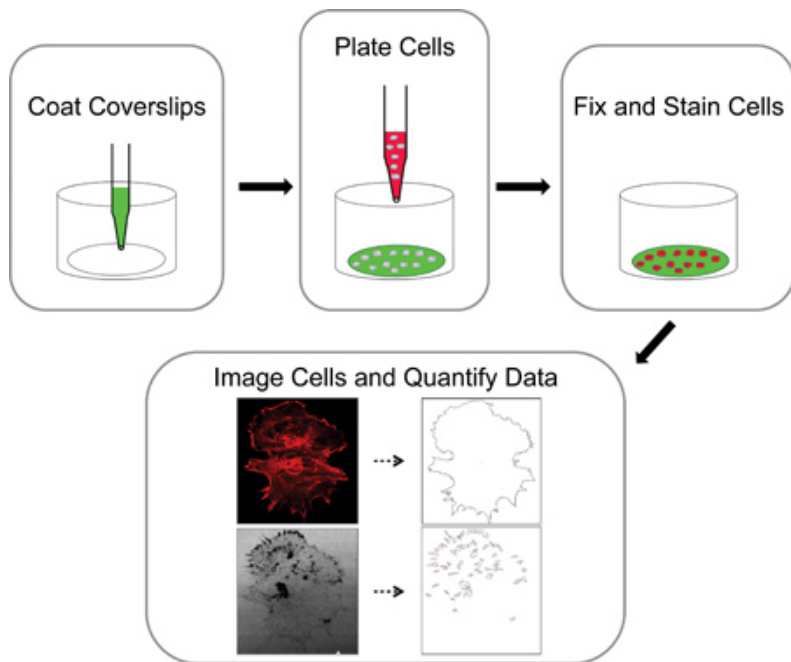 Coat Coverslips
Plate Cells
Fix and Stain Cells
Image Cells and Quantify Data